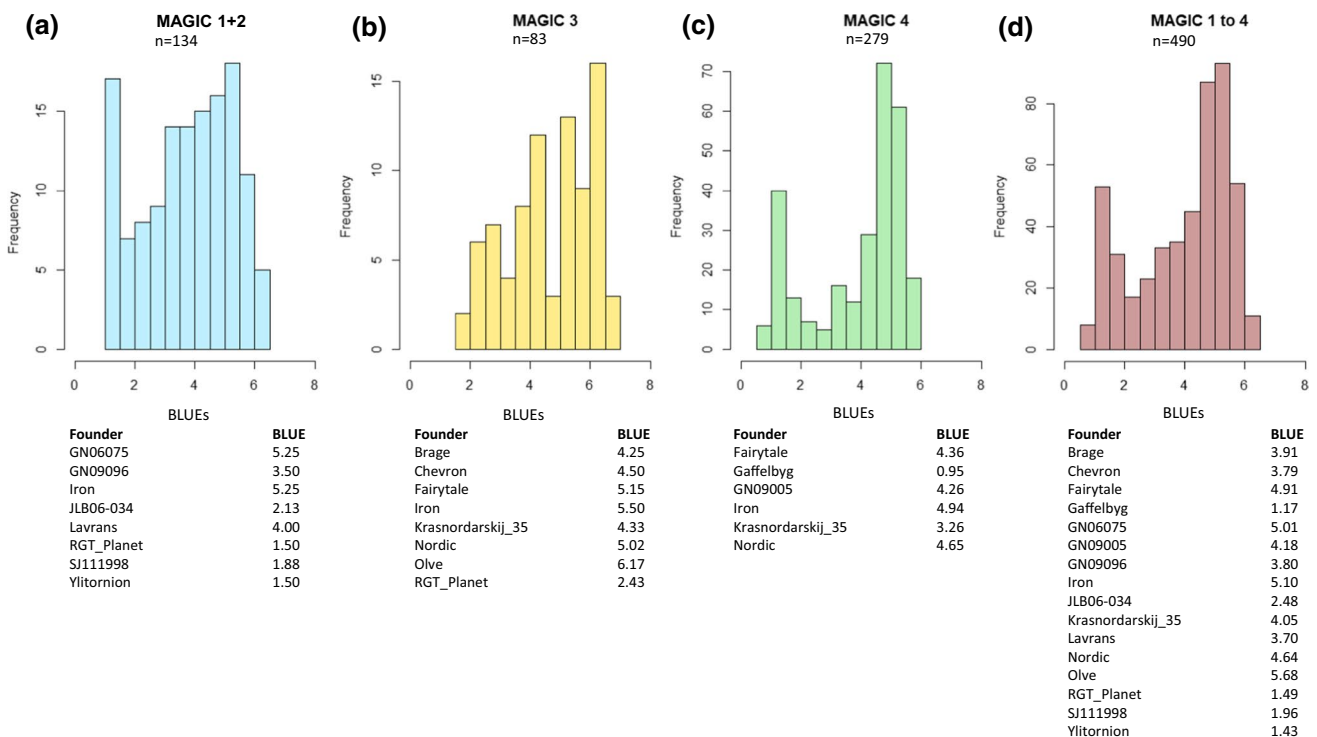 (a) MAGIC 1+2
n=134
Frequency
15
10
5
0
0 2 4 6 8
BLUEs
Founder BLUE
GN06075 5.25
GN09096 3.50
Iron 5.25
JLB06-034 2.13
Lavrans 4.00
RGT_Planet 1.50
SJ111998 1.88
Ylitornion 1.50
(b) MAGIC 3
n=83
Frequency
15
10
5
0
0 2 4 6 8
BLUEs
Founder BLUE
Brage 4.25
Chevron 4.50
Fairytale 5.15
Iron 5.50
Krasnordarskij_35 4.33
Nordic 5.02
Olve 6.17
RGT_Planet 2.43
(c) MAGIC 4
n=279
Frequency
70
60
50
40
30
20
10
0
0 2 4 6 8
BLUEs
Founder BLUE
Fairytale 4.36
Gaffelbyg 0.95
GN09005 4.26
Iron 4.94
Krasnordarskij_35 3.26
Nordic 4.65
(d) MAGIC 1 to 4
n=490
Frequency
80
60
40
20
0
0 2 4 6 8
BLUEs
Founder BLUE
Brage 3.91
Chevron 3.79
Fairytale 4.91
Gaffelbyg 1.17
GN06075 5.01
GN09005 4.18
GN09096 3.80
Iron 5.10
JLB06-034 2.48
Krasnordarskij_35 4.05
Lavrans 3.70
Nordic 4.64
Olve 5.68
RGT_Planet 1.49
SJ111998 1.96
Ylitornion 1.43